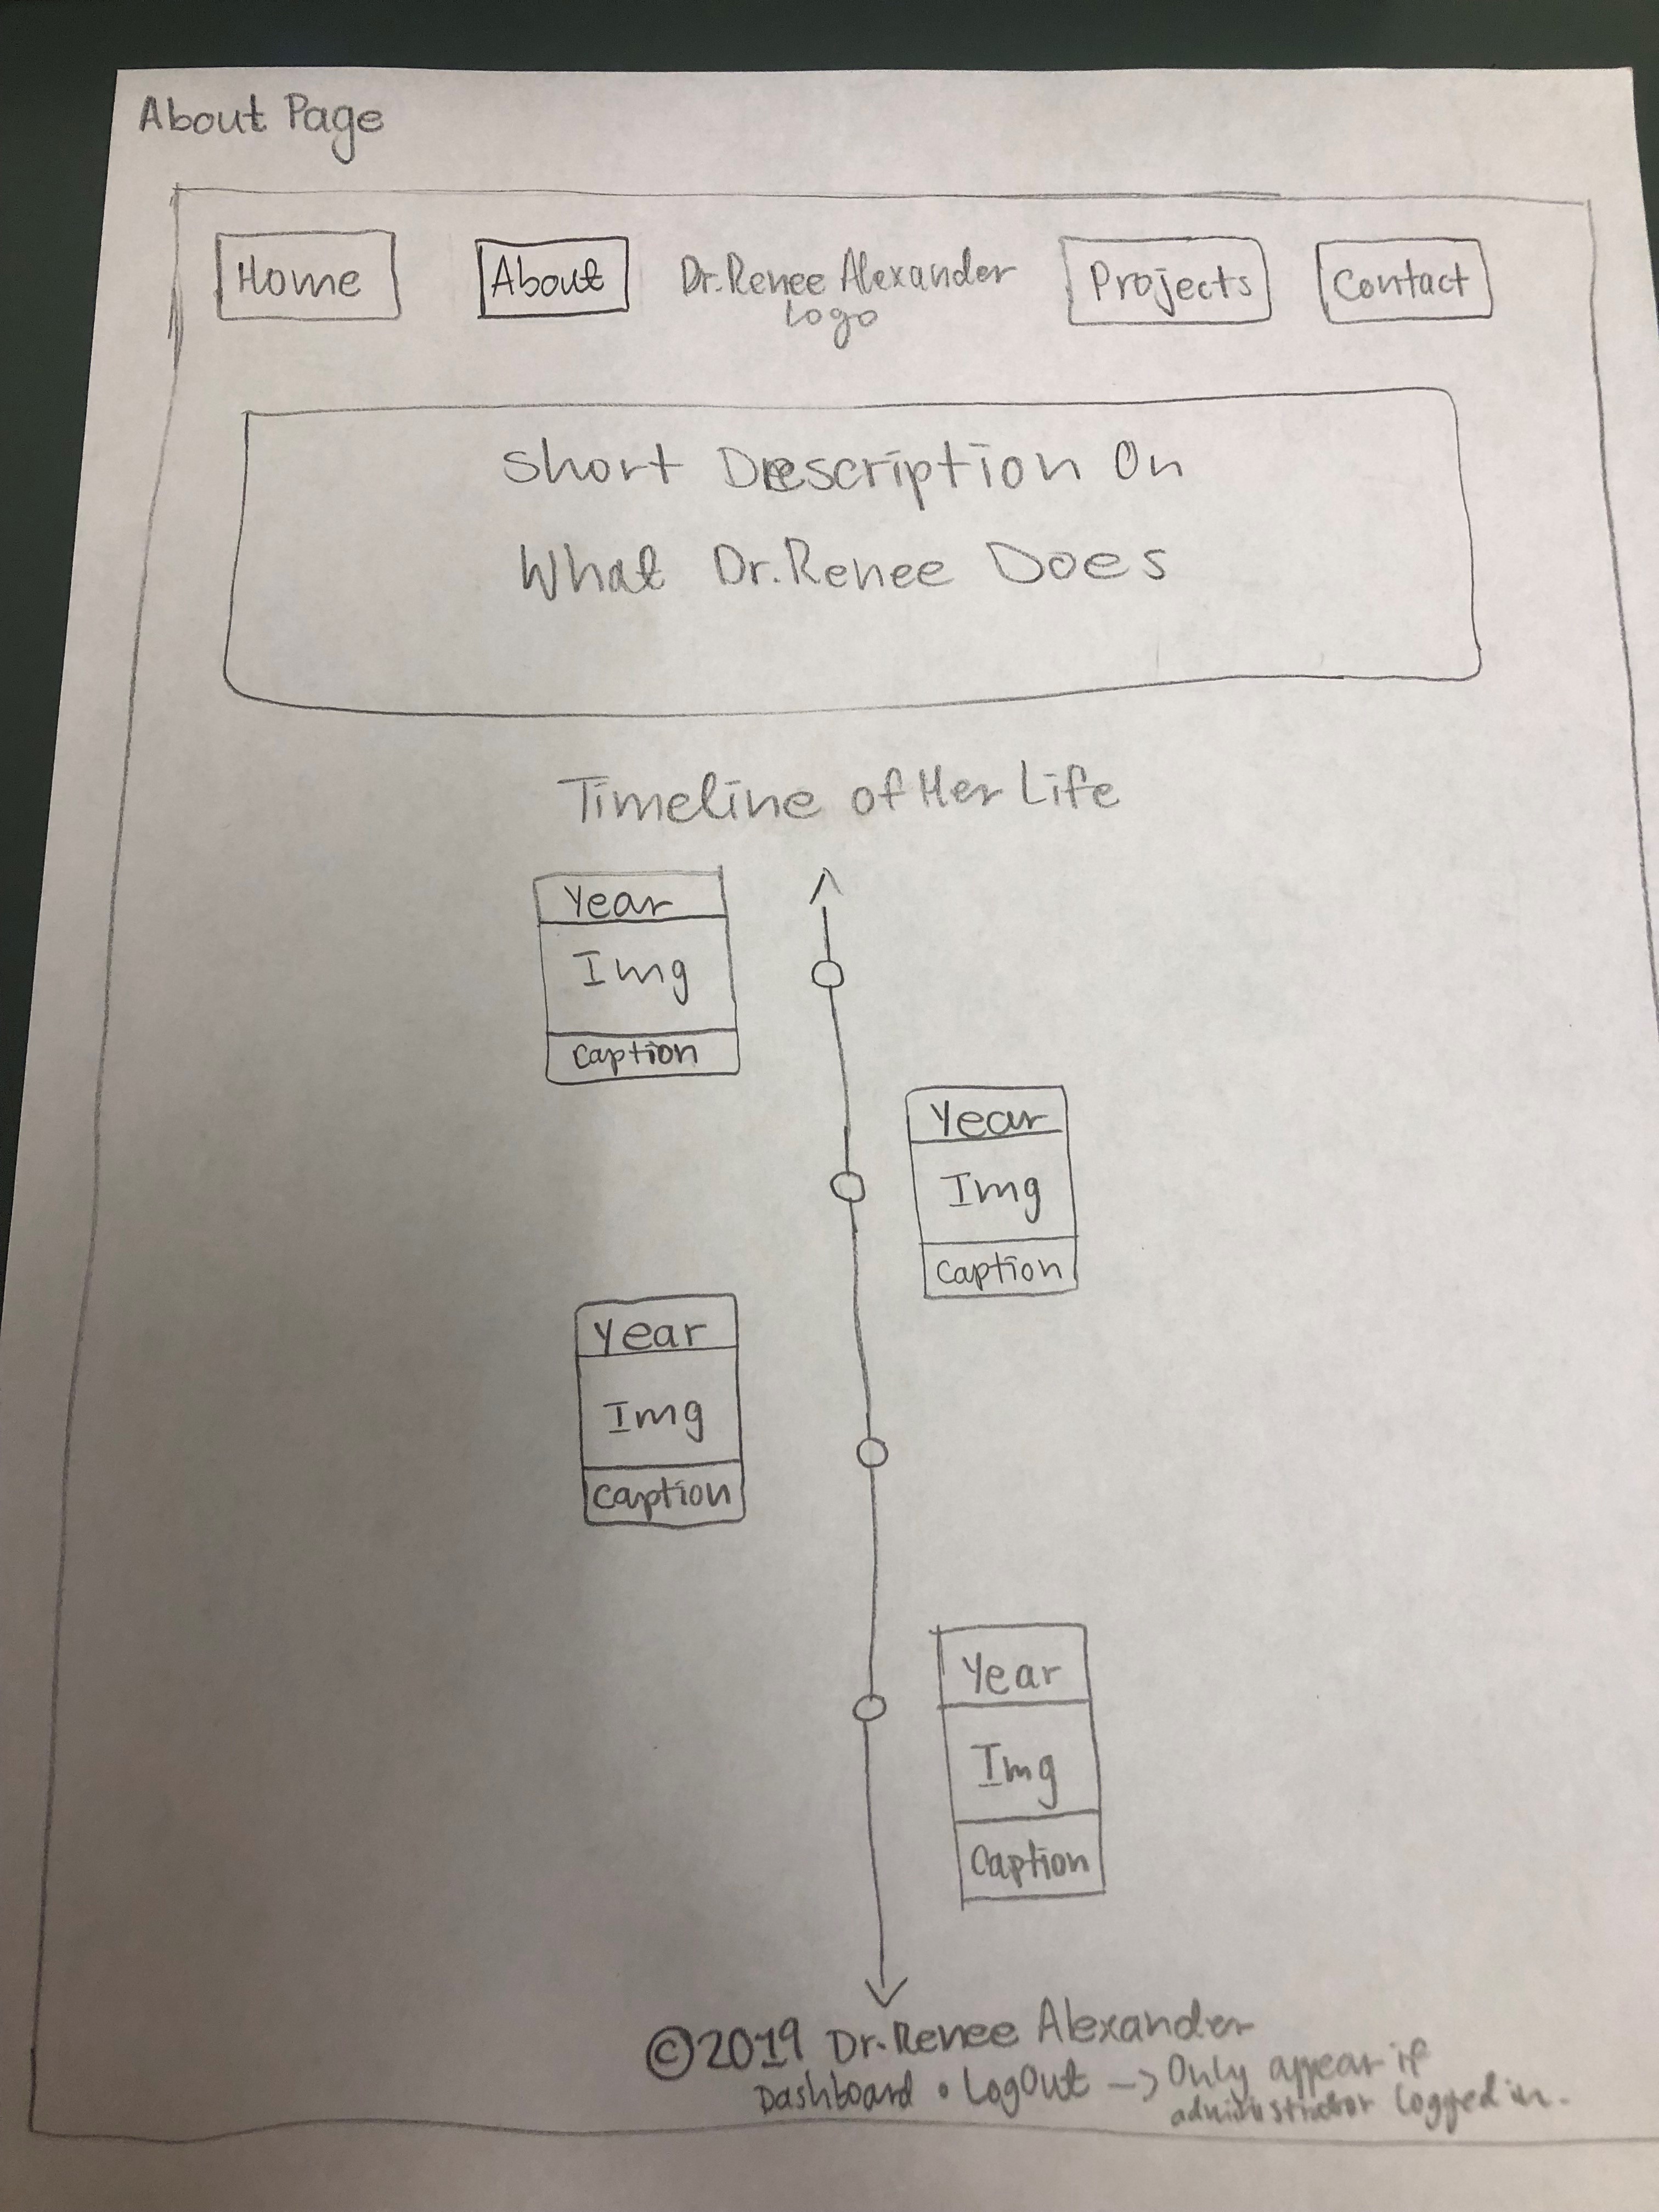 About Page
Home About Dr. Renee Alexander Projects Contact
Logo
Short Description On
What Dr. Renee Does
Timeline of Her Life
Year
Img
Caption
Year
Img
Caption
Year
Img
Caption
Year
Img
Caption
©2019 Dr. Renee Alexander
Dashboard • LogOut -> Only appear if
administrator logged in.